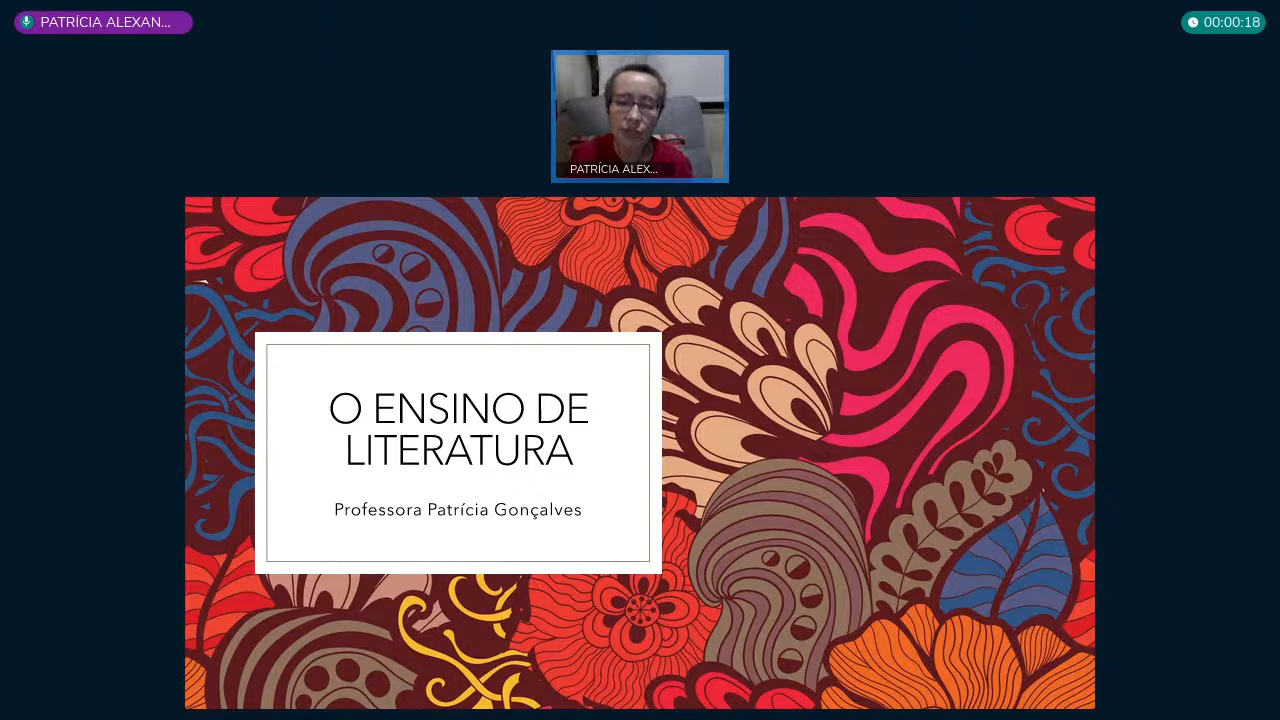 PATRÍCIA ALEXAN...
00:00:18
PATRÍCIA ALEX...
O ENSINO DE
LITERATURA
Professora Patrícia Gonçalves